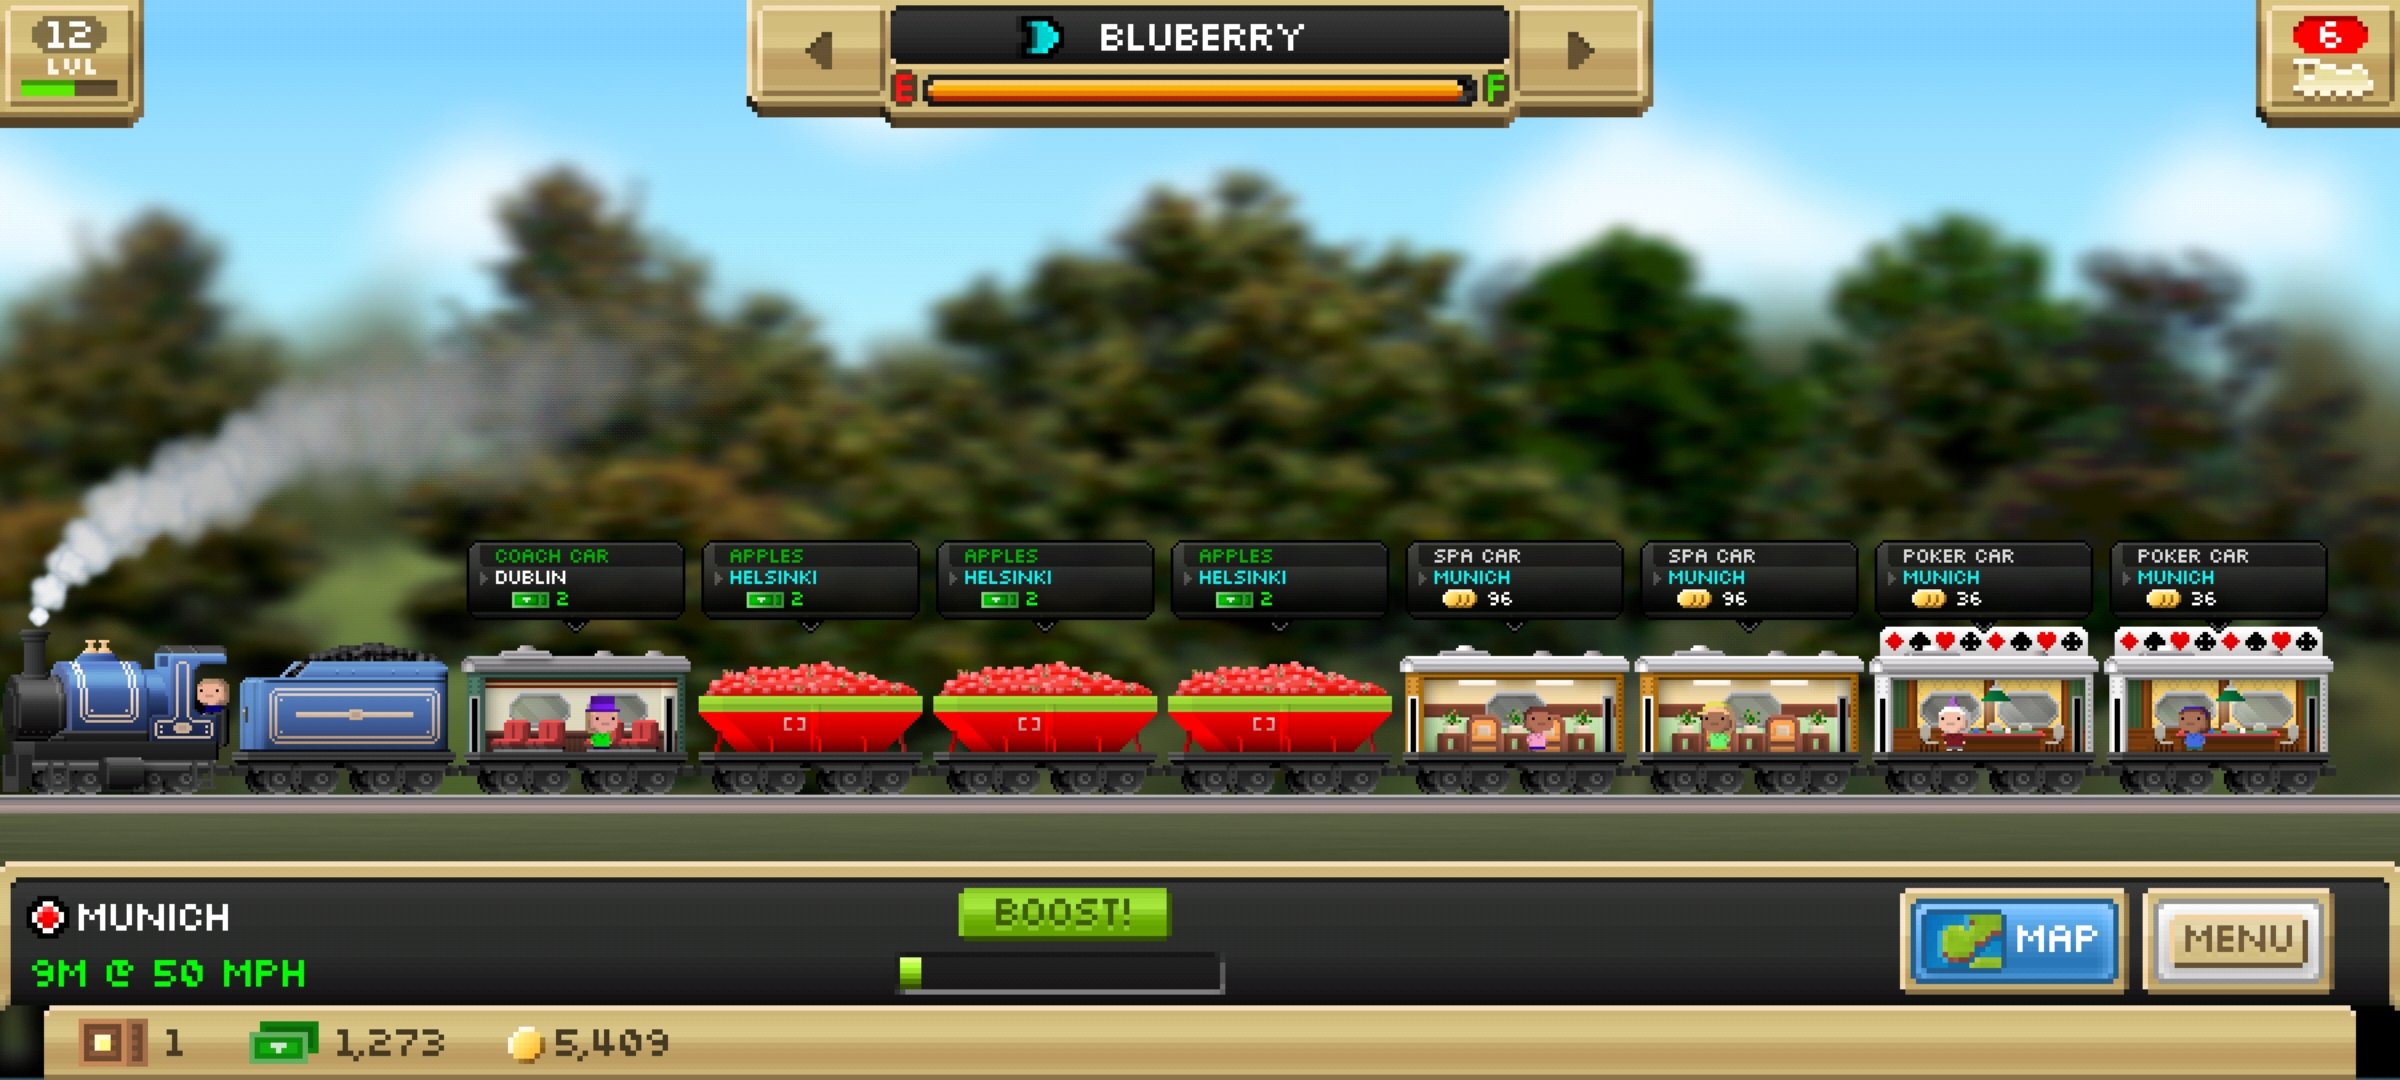 12
LVL
BLUBERRY
E
F
6
COACH CAR
DUBLIN
2
APPLES
HELSINKI
2
APPLES
HELSINKI
2
APPLES
HELSINKI
2
SPA CAR
MUNICH
96
SPA CAR
MUNICH
96
POKER CAR
MUNICH
36
POKER CAR
MUNICH
36
MUNICH
9M @ 50 MPH
BOOST!
MAP
MENU
1
1,273
5,409